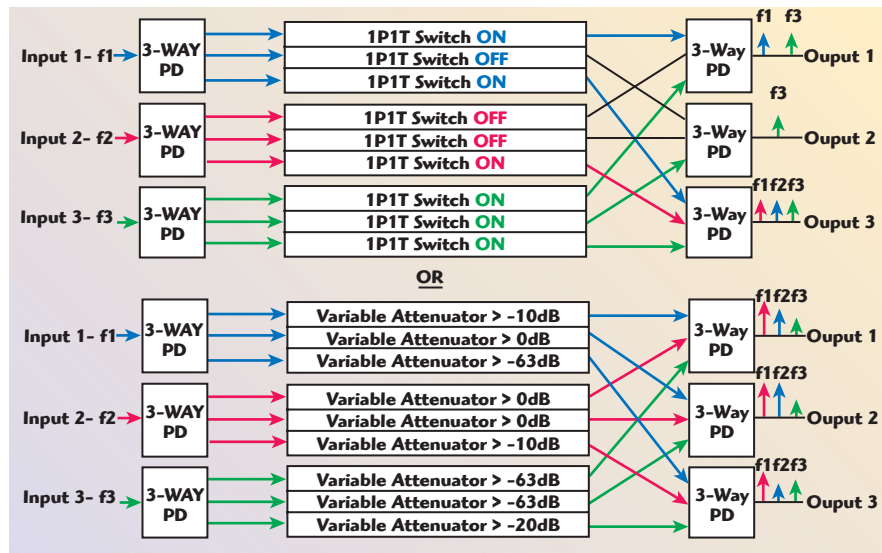 f1 f3
Input 1- f1
3-WAY
PD
1P1T Switch ON
1P1T Switch OFF
1P1T Switch ON
3-Way
PD
Ouput 1
f3
Input 2- f2
3-WAY
PD
1P1T Switch OFF
1P1T Switch OFF
1P1T Switch ON
3-Way
PD
Ouput 2
f1f2f3
Input 3- f3
3-WAY
PD
1P1T Switch ON
1P1T Switch ON
1P1T Switch ON
3-Way
PD
Ouput 3
OR
f1f2f3
Input 1- f1
3-WAY
PD
Variable Attenuator > -10dB
Variable Attenuator > 0dB
Variable Attenuator > -63dB
3-Way
PD
Ouput 1
f1f2f3
Input 2- f2
3-WAY
PD
Variable Attenuator > 0dB
Variable Attenuator > 0dB
Variable Attenuator > -10dB
3-Way
PD
Ouput 2
f1f2f3
Input 3- f3
3-WAY
PD
Variable Attenuator > -63dB
Variable Attenuator > -63dB
Variable Attenuator > -20dB
3-Way
PD
Ouput 3